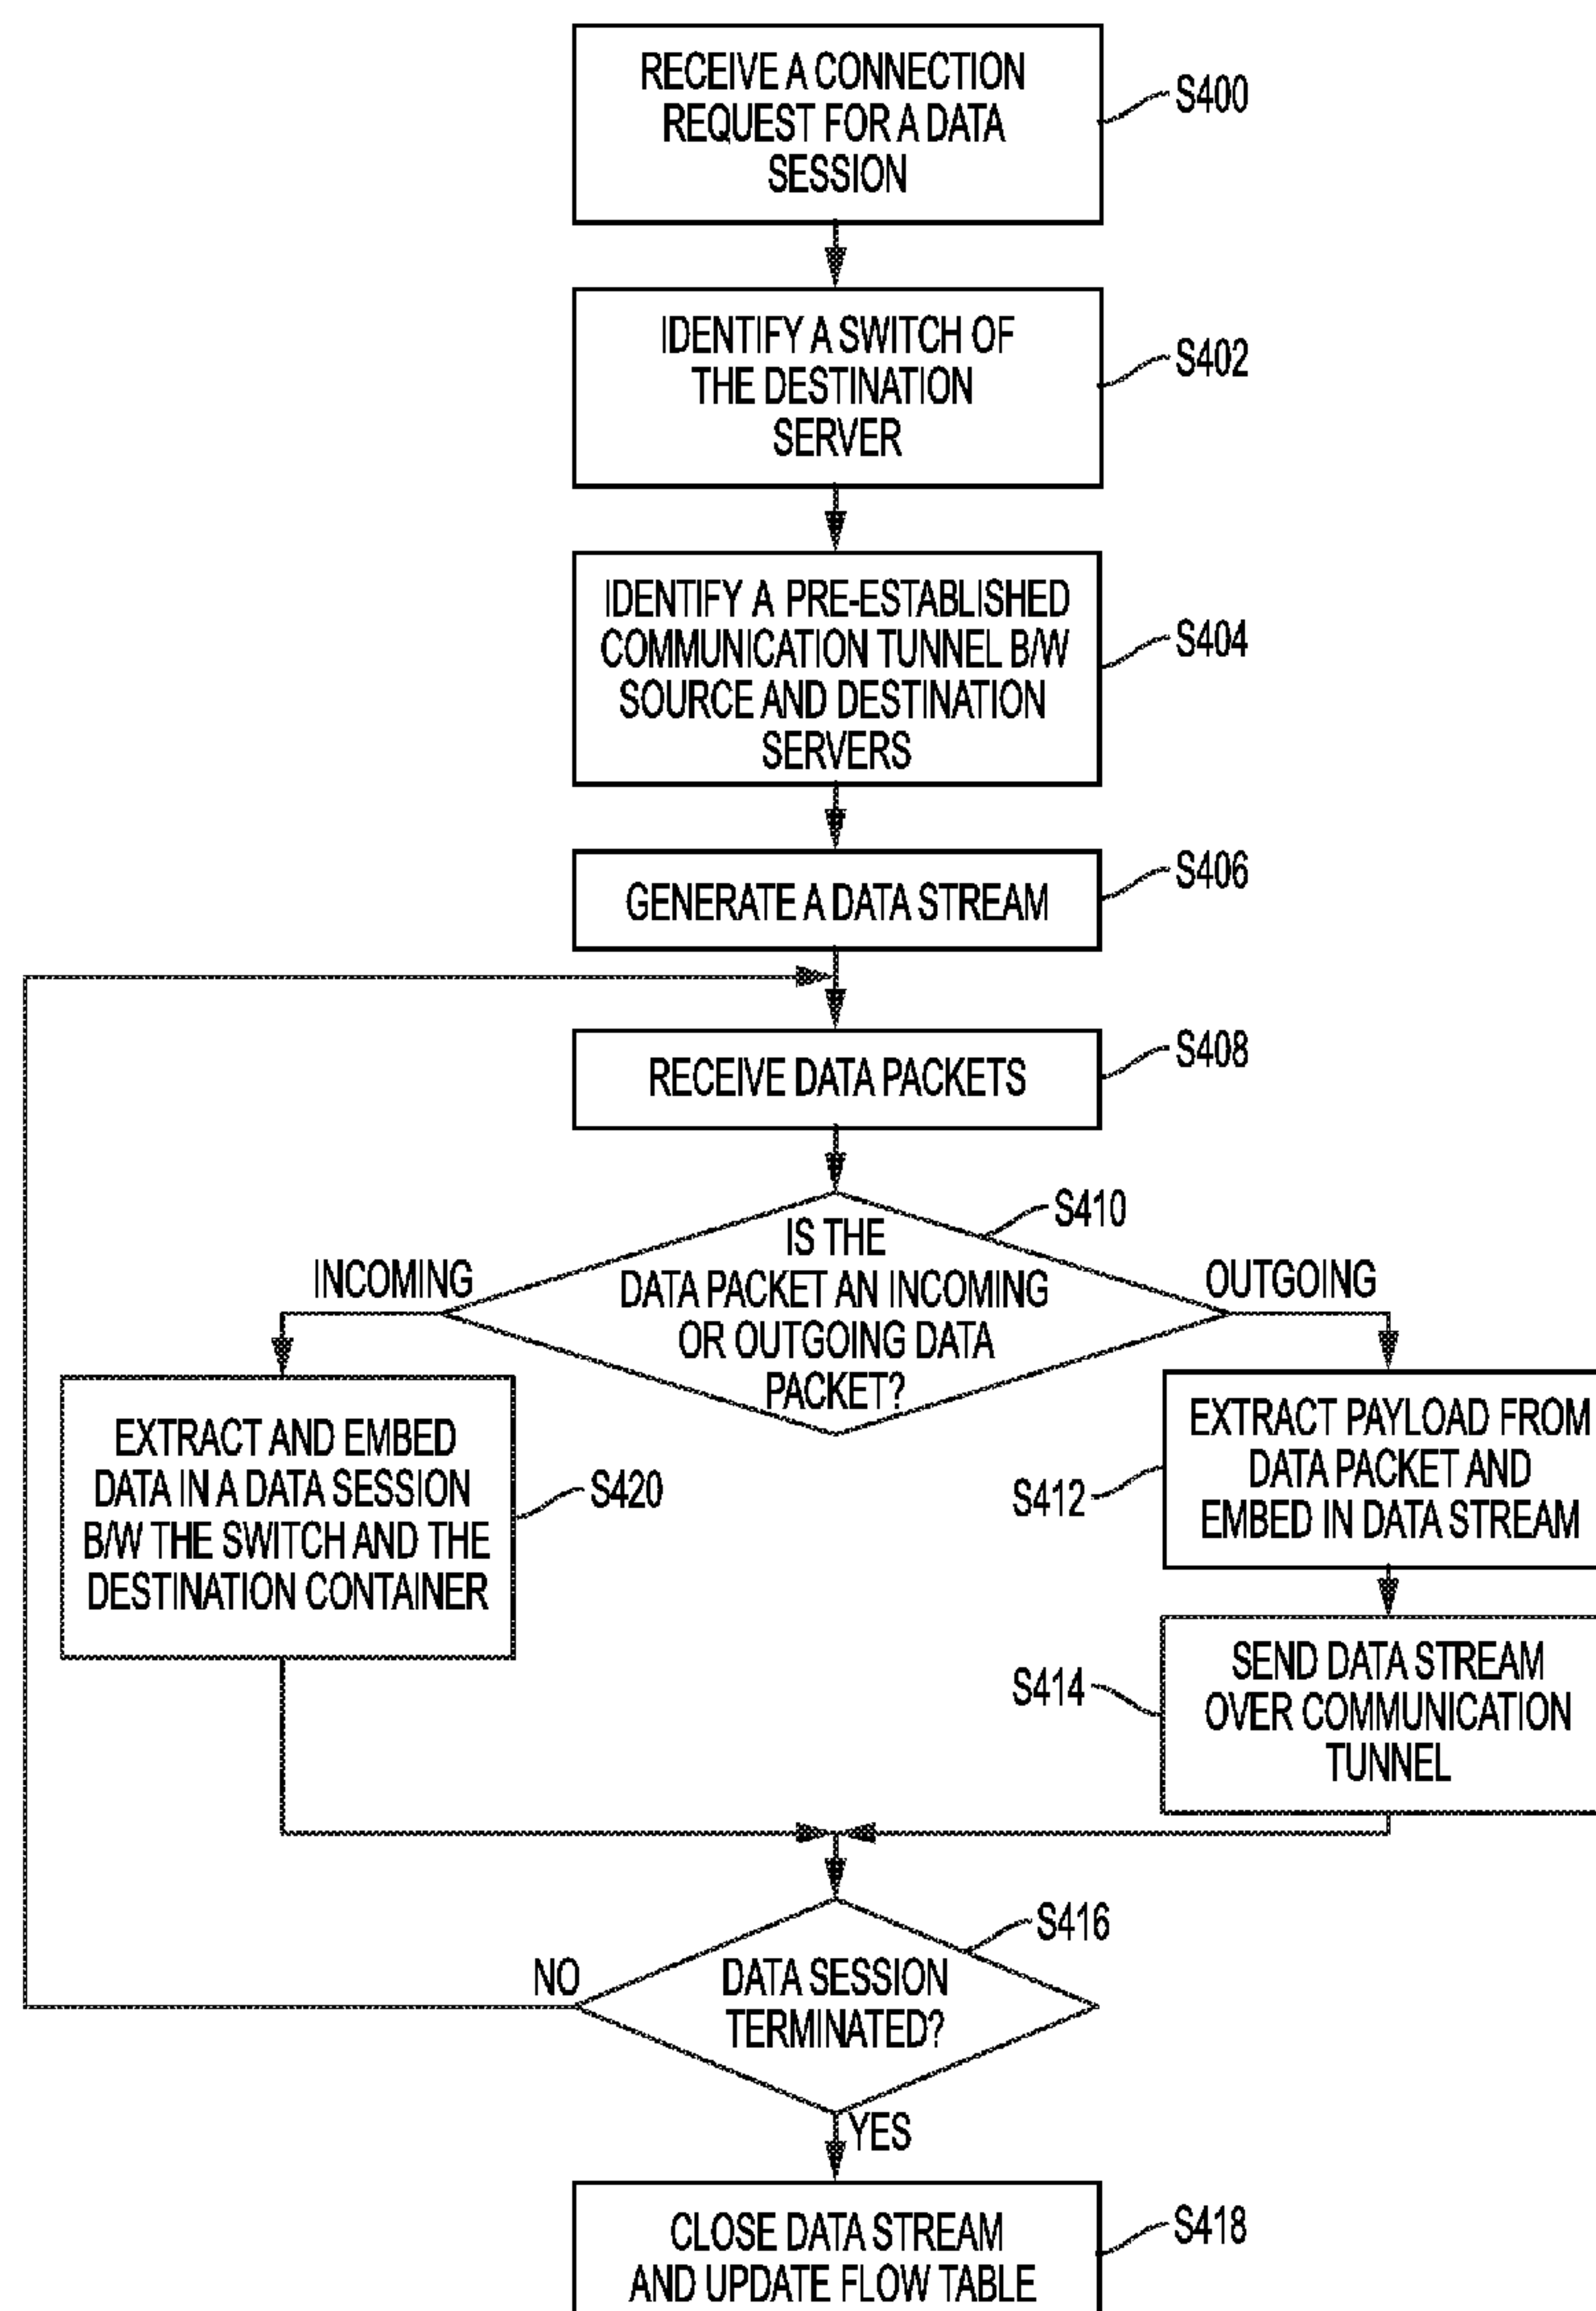 RECEIVE A CONNECTION
REQUEST FOR A DATA
SESSION
S400
IDENTIFY A SWITCH OF
THE DESTINATION
SERVER
S402
IDENTIFY A PRE-ESTABLISHED
COMMUNICATION TUNNEL B/W
SOURCE AND DESTINATION
SERVERS
S404
GENERATE A DATA STREAM
S406
RECEIVE DATA PACKETS
S408
IS THE
DATA PACKET AN INCOMING
OR OUTGOING DATA
PACKET?
S410
INCOMING
OUTGOING
EXTRACT AND EMBED
DATA IN A DATA SESSION
B/W THE SWITCH AND THE
DESTINATION CONTAINER
S420
EXTRACT PAYLOAD FROM
DATA PACKET AND
EMBED IN DATA STREAM
S412
SEND DATA STREAM
OVER COMMUNICATION
TUNNEL
S414
DATA SESSION
TERMINATED?
S416
NO
YES
CLOSE DATA STREAM
AND UPDATE FLOW TABLE
S418